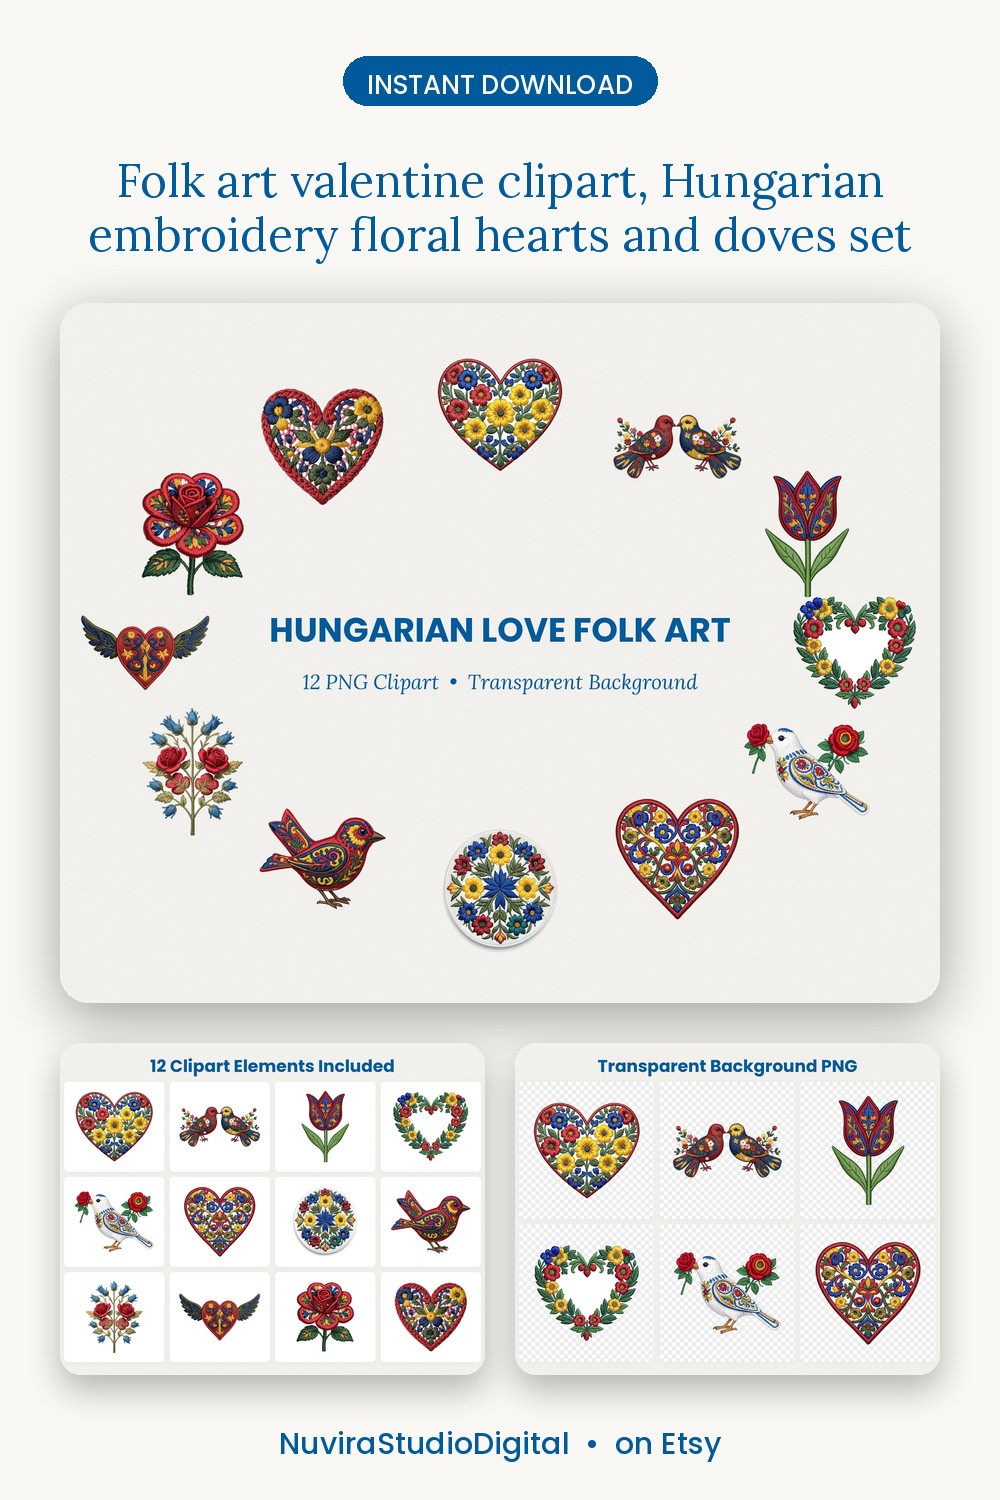 INSTANT DOWNLOAD
Folk art valentine clipart, Hungarian
embroidery floral hearts and doves set
HUNGARIAN LOVE FOLK ART
12 PNG Clipart • Transparent Background
12 Clipart Elements Included
Transparent Background PNG
NuviraStudioDigital • on Etsy